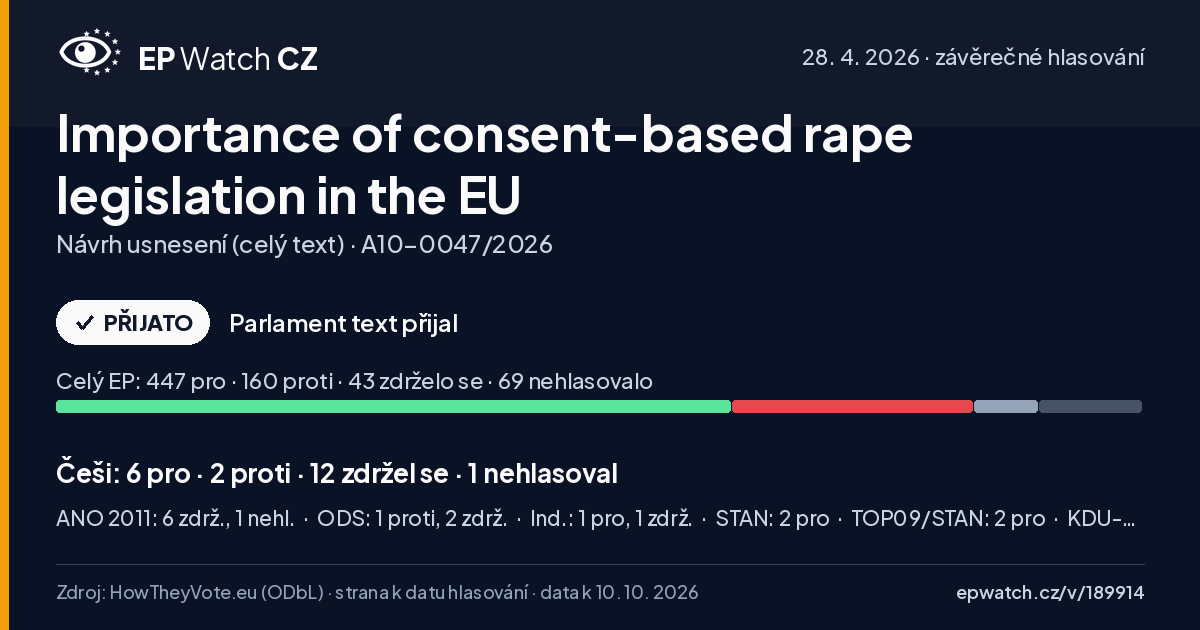 EP Watch CZ
28. 4. 2026 · závěrečné hlasování
Importance of consent-based rape
legislation in the EU
Návrh usnesení (celý text) · A10-0047/2026
✓ PŘIJATO
Parlament text přijal
Celý EP: 447 pro · 160 proti · 43 zdrželo se · 69 nehlasovalo
Češi: 6 pro · 2 proti · 12 zdržel se · 1 nehlasoval
ANO 2011: 6 zdrž., 1 nehl. · ODS: 1 proti, 2 zdrž. · Ind.: 1 pro, 1 zdrž. · STAN: 2 pro · TOP09/STAN: 2 pro · KDU-…
Zdroj: HowTheyVote.eu (ODbL) · strana k datu hlasování · data k 10. 10. 2026
epwatch.cz/v/189914